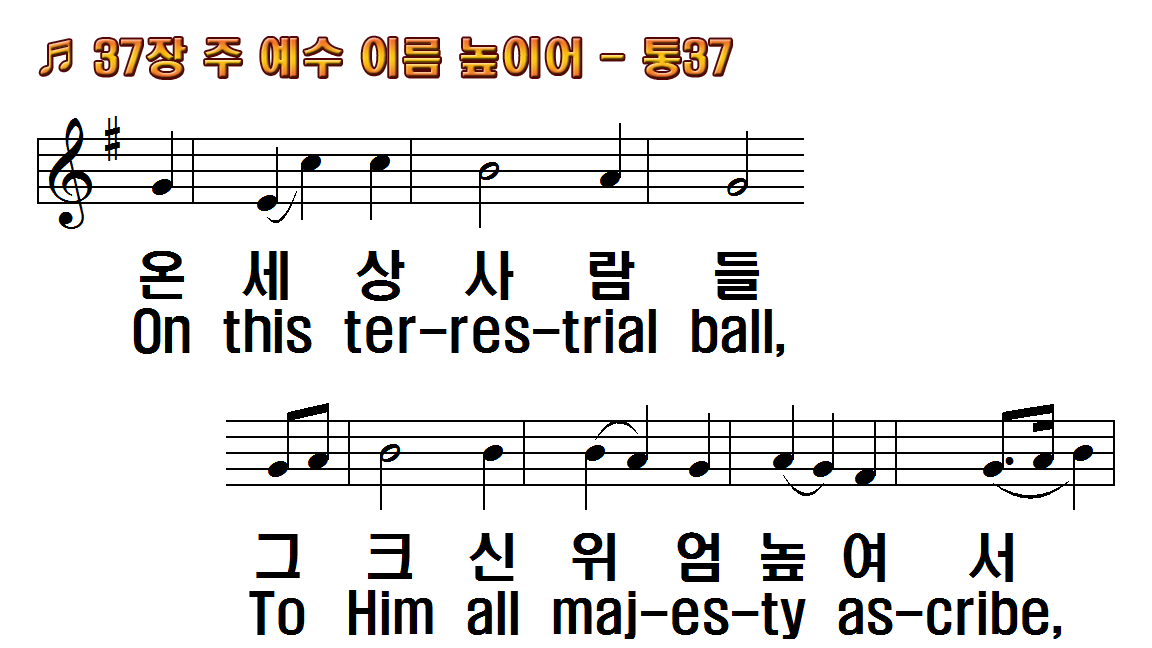 ♬ 37장 주 예수 이름 높이어 - 통37
온 세 상 사 람 들
On this ter-res-trial ball,
그 크 신 위 엄 높 여 서
To Him all maj-es-ty as-cribe,